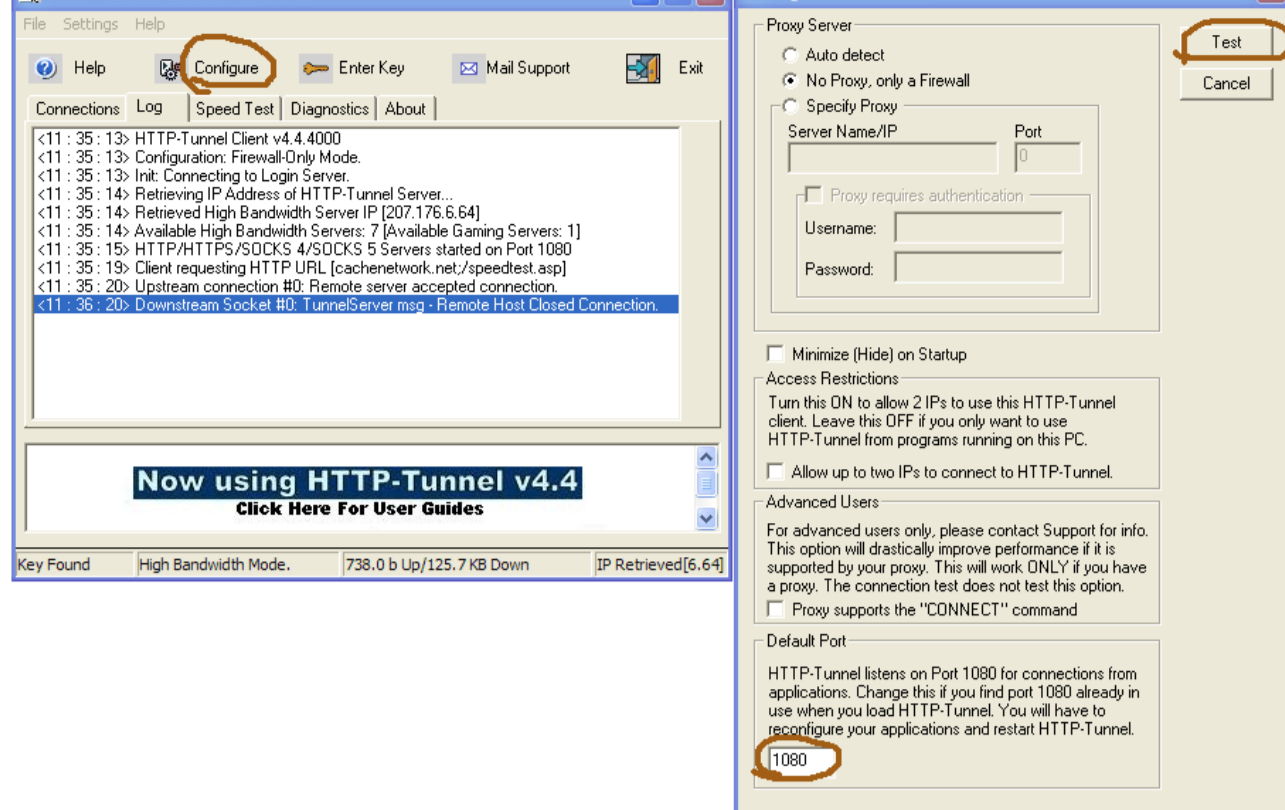 File Settings Help
Help Configure Enter Key Mail Support Exit
Connections Log Speed Test Diagnostics About
<11 : 35 : 13> HTTP-Tunnel Client v4.4.4000
<11 : 35 : 13> Configuration: Firewall-Only Mode.
<11 : 35 : 13> Init: Connecting to Login Server.
<11 : 35 : 14> Retrieving IP Address of HTTP-Tunnel Server...
<11 : 35 : 14> Retrieved High Bandwidth Server IP [207.176.6.64]
<11 : 35 : 14> Available High Bandwidth Servers: 7 [Available Gaming Servers: 1]
<11 : 35 : 15> HTTP/HTTPS/SOCKS 4/SOCKS 5 Servers started on Port 1080
<11 : 35 : 19> Client requesting HTTP URL [cachenetwork.net;/speedtest.asp]
<11 : 35 : 20> Upstream connection #0: Remote server accepted connection.
<11 : 36 : 20> Downstream Socket #0: TunnelServer msg - Remote Host Closed Connection.
Now using HTTP-Tunnel v4.4
Click Here For User Guides
Key Found High Bandwidth Mode. 738.0 b Up/125.7 KB Down IP Retrieved[6.64]
Proxy Server
Auto detect
No Proxy, only a Firewall
Specify Proxy
Server Name/IP Port
0
Proxy requires authentication
Username:
Password:
Test
Cancel
Minimize (Hide) on Startup
Access Restrictions
Turn this ON to allow 2 IPs to use this HTTP-Tunnel
client. Leave this OFF if you only want to use
HTTP-Tunnel from programs running on this PC.
Allow up to two IPs to connect to HTTP-Tunnel.
Advanced Users
For advanced users only, please contact Support for info.
This option will drastically improve performance if it is
supported by your proxy. This will work ONLY if you have
a proxy. The connection test does not test this option.
Proxy supports the "CONNECT" command
Default Port
HTTP-Tunnel listens on Port 1080 for connections from
applications. Change this if you find port 1080 already in
use when you load HTTP-Tunnel. You will have to
reconfigure your applications and restart HTTP-Tunnel.
1080